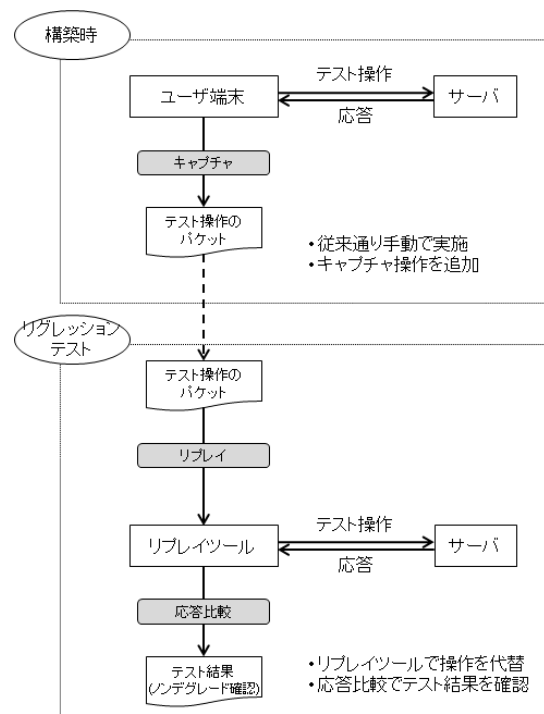 構築時
テスト操作
ユーザ端末
サーバ
応答
キャプチャ
テスト操作の
パケット
・従来通り手動で実施
・キャプチャ操作を追加
リグレッション
テスト
テスト操作の
パケット
リプレイ
テスト操作
リプレイツール
サーバ
応答
応答比較
テスト結果
(ノンデグレード確認)
・リプレイツールで操作を代替
・応答比較でテスト結果を確認